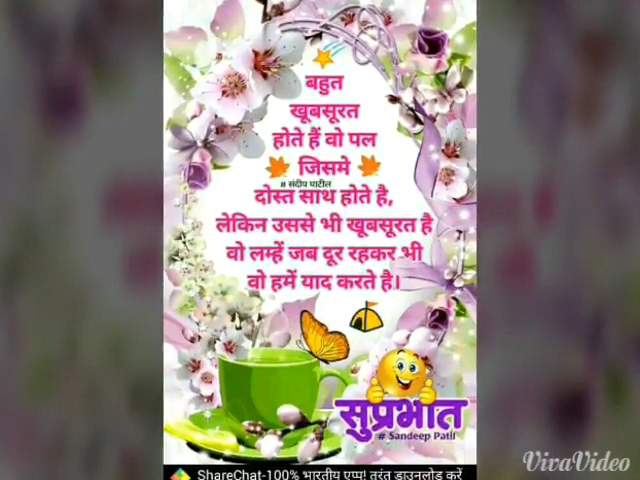 बहुत
खूबसूरत
होते हैं वो पल
जिसमे
# संदीप पाटील
दोस्त साथ होते है,
लेकिन उससे भी खूबसूरत है
वो लम्हें जब दूर रहकर भी
वो हमें याद करते है।
सुप्रभात
# Sandeep Patil
ShareChat-100% भारतीय एप्प! तुरंत डाउनलोड करें
VivaVideo